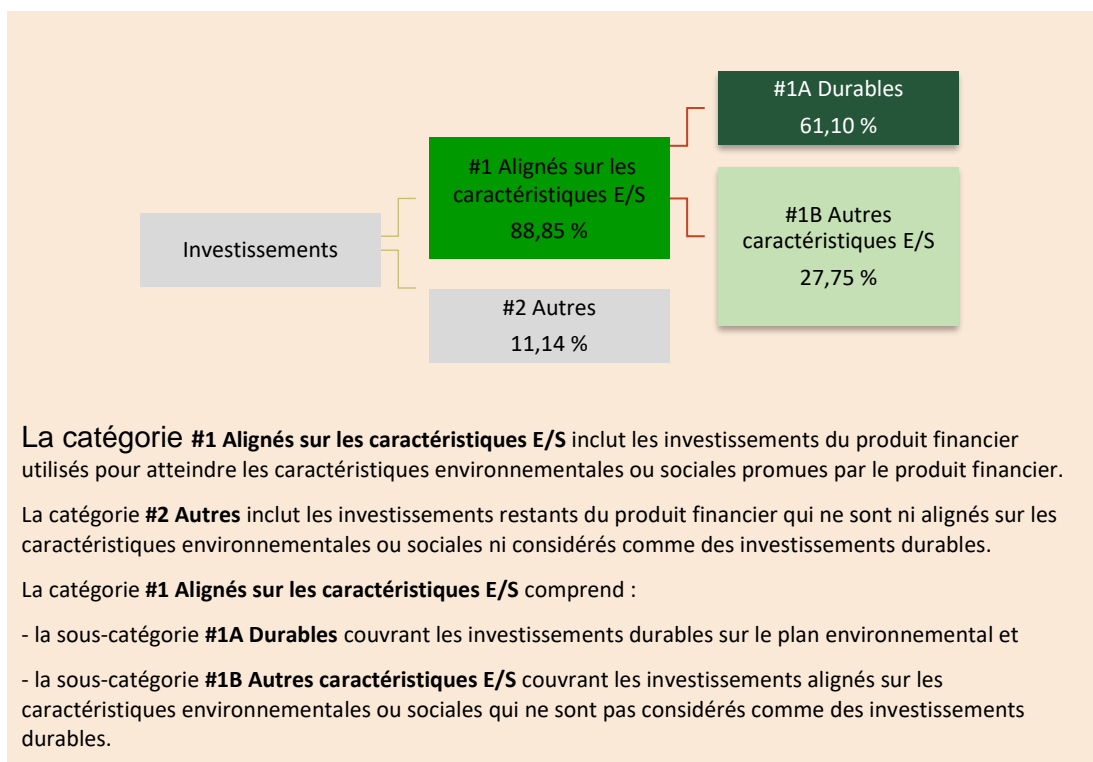 #1A Durables
61,10 %
#1 Alignés sur les
caractéristiques E/S
88,85 %
#1B Autres
caractéristiques E/S
27,75 %
Investissements
#2 Autres
11,14 %
La catégorie #1 Alignés sur les caractéristiques E/S inclut les investissements du produit financier
utilisés pour atteindre les caractéristiques environnementales ou sociales promues par le produit financier.
La catégorie #2 Autres inclut les investissements restants du produit financier qui ne sont ni alignés sur les
caractéristiques environnementales ou sociales ni considérés comme des investissements durables.
La catégorie #1 Alignés sur les caractéristiques E/S comprend :
- la sous-catégorie #1A Durables couvrant les investissements durables sur le plan environnemental et
- la sous-catégorie #1B Autres caractéristiques E/S couvrant les investissements alignés sur les
caractéristiques environnementales ou sociales qui ne sont pas considérés comme des investissements
durables.